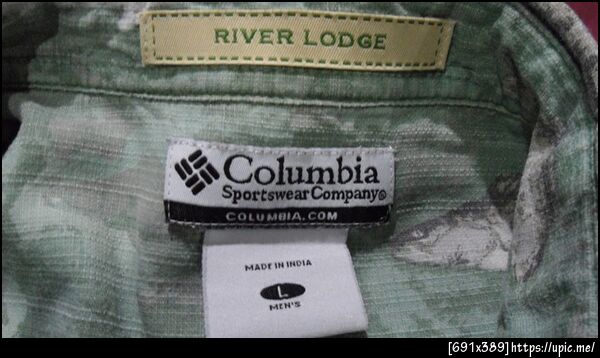 RIVER LODGE
Columbia
Sportswear Company®
COLUMBIA.COM
MADE IN INDIA
L
MEN'S
[691x389]https://upic.me/